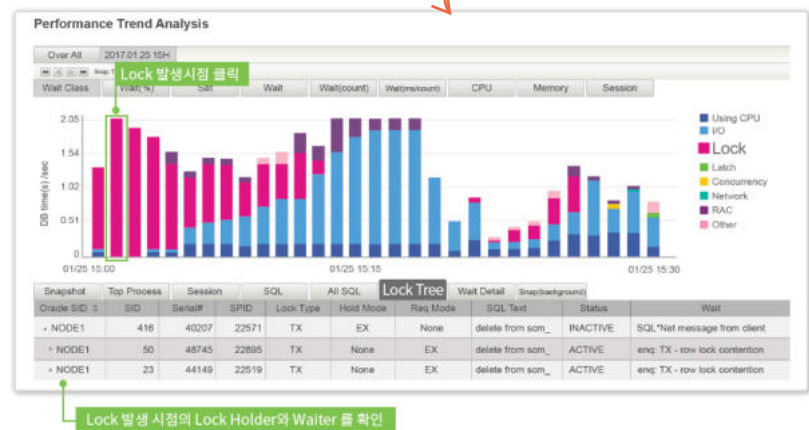 Performance Trend Analysis
Over All 2017.01.25 15H
Lock 발생시점 클릭
Wait Class Wait(%) Stat Wait Wait(count) Wait(ms/count) CPU Memory Session
DB time(s) /sec
2.05
1.54
1.02
0.51
0
01/25 15:00 01/25 15:15 01/25 15:30
Using CPU
I/O
Lock
Latch
Concurrency
Network
RAC
Other
Snapshot Top Process Session SQL All SQL Lock Tree Wait Detail Snap(background)
Oracle SID SID Serial# SPID Lock Type Hold Mode Req Mode SQL Text Status Wait
NODE1 416 40207 22571 TX EX None delete from som_ INACTIVE SQL*Net message from client
NODE1 50 48745 22895 TX None EX delete from som_ ACTIVE enq: TX - row lock contention
NODE1 23 44149 22519 TX None EX delete from som_ ACTIVE enq: TX - row lock contention
Lock 발생 시점의 Lock Holder와 Waiter 를 확인